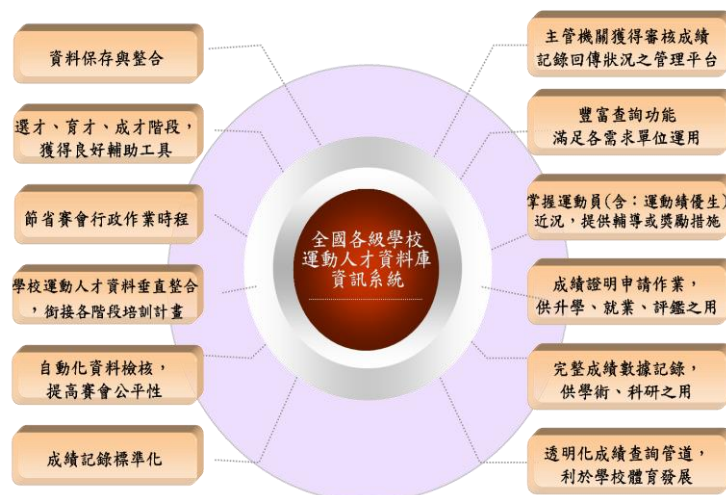 資料保存與整合
選才、育才、成才階段，
獲得良好輔助工具
節省賽會行政作業時程
學校運動人才資料垂直整合
，銜接各階段培訓計畫
自動化資料檢核，
提高賽會公平性
成績記錄標準化
全國各級學校
運動人才資料庫
資訊系統
主管機關獲得審核成績
記錄回傳狀況之管理平台
豐富查詢功能
滿足各需求單位運用
掌握運動員(含：運動績優生)
近況，提供輔導或獎勵措施
成績證明申請作業，
供升學、就業、評鑑之用
完整成績數據記錄，
供學術、科研之用
透明化成績查詢管道，
利於學校體育發展